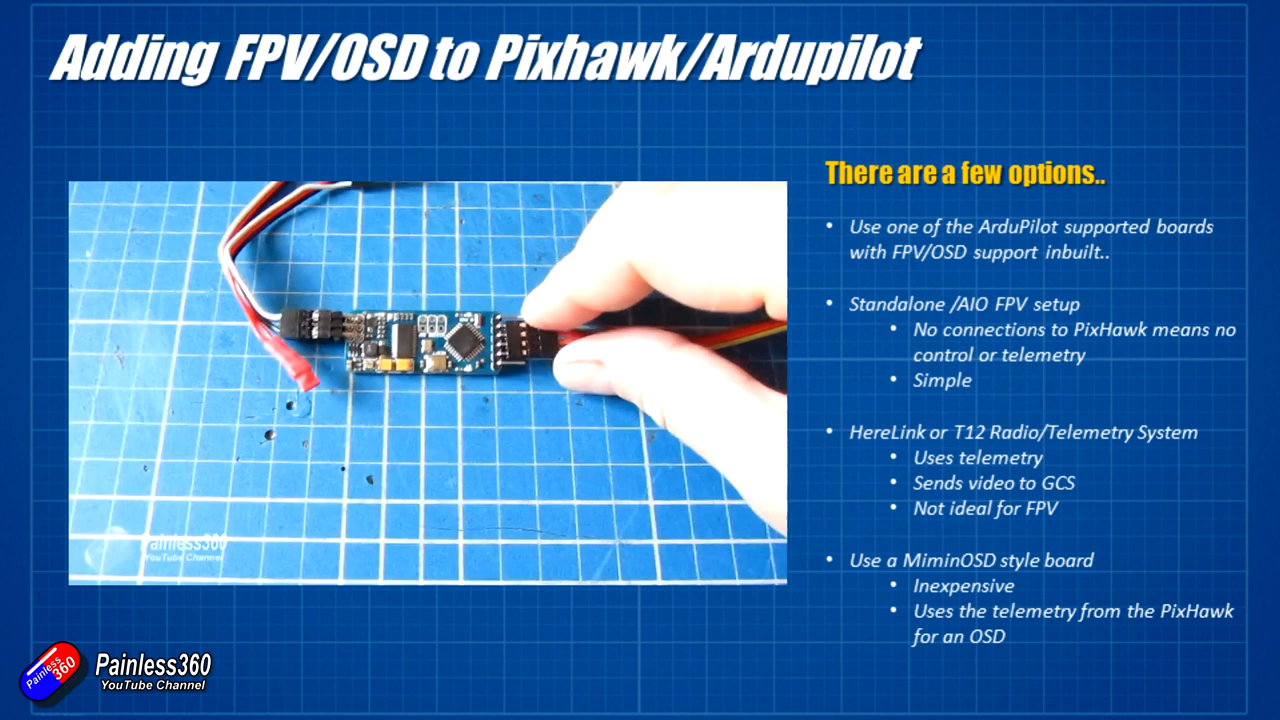 Adding FPV/OSD to Pixhawk/Ardupilot
There are a few options..
• Use one of the ArduPilot supported boards
with FPV/OSD support inbuilt..
• Standalone /AIO FPV setup
• No connections to PixHawk means no
control or telemetry
• Simple
• HereLink or T12 Radio/Telemetry System
• Uses telemetry
• Sends video to GCS
• Not ideal for FPV
• Use a MiminOSD style board
• Inexpensive
• Uses the telemetry from the PixHawk
for an OSD
Painless360
YouTube Channel
Painless
360
Painless360
YouTube Channel